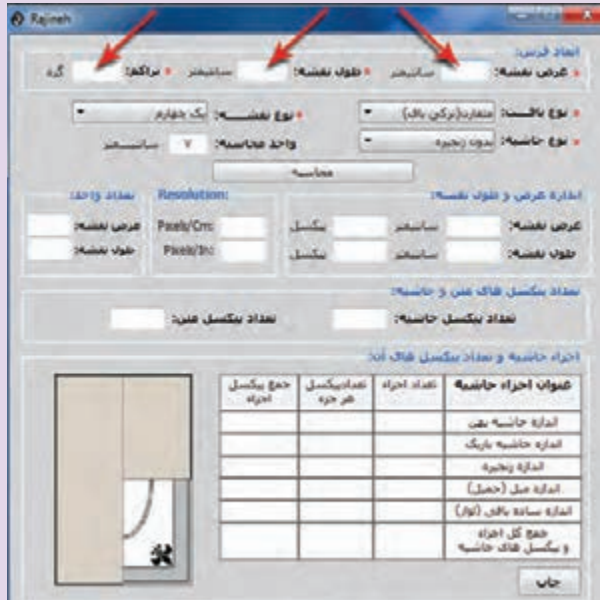 Rajineh
ابعاد فرش:
عرض نقشه: سانتیمتر طول نقشه: سانتیمتر تراکم: گره
نوع بافت: متقارن(ترکی باف) نوع نقشه: یک چهارم
نوع حاشیه: بدون زنجیره واحد محاسبه: ۷ سانتیمتر
محاسبه
اندازه عرض و طول نقشه: Resolution: تعداد واحد:
عرض نقشه: سانتیمتر پیکسل Pixels/Cm: عرض نقشه:
طول نقشه: سانتیمتر پیکسل Pixels/In: طول نقشه:
تعداد پیکسل های متن و حاشیه:
تعداد پیکسل حاشیه: تعداد پیکسل متن:
اجزاء حاشیه و تعداد پیکسل های آن:
عنوان اجزاء حاشیه تعداد اجزاء تعدادپیکسل هر جزء جمع پیکسل اجزاء
اندازه حاشیه پهن
اندازه حاشیه باریک
اندازه زنجیره
اندازه میل (حمیل)
اندازه ساده بافی (لوار)
جمع کل اجزاء
و پیکسل های حاشیه
چاپ